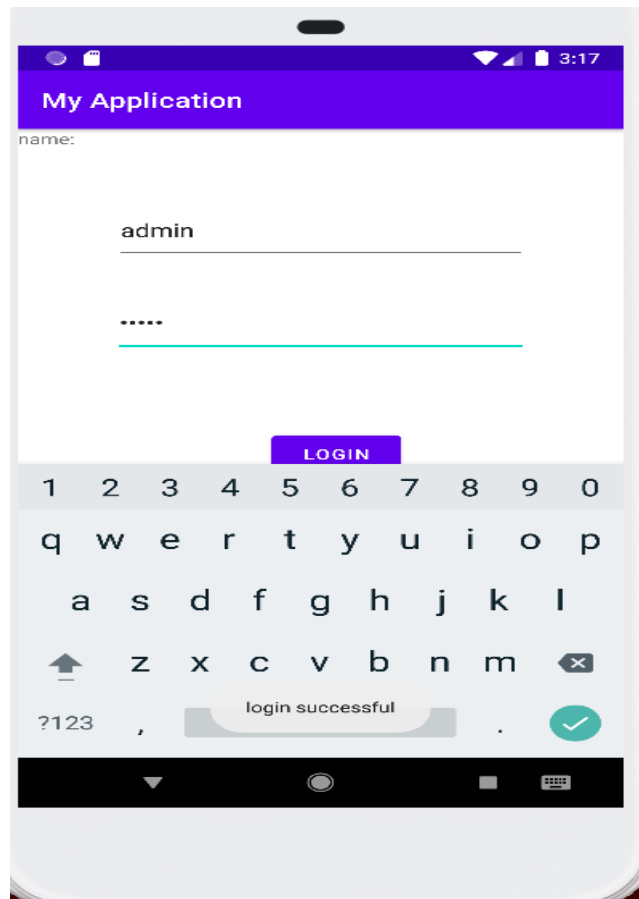 3:17
My Application
name:
admin
•••••
LOGIN
1 2 3 4 5 6 7 8 9 0
q w e r t y u i o p
a s d f g h j k l
z x c v b n m
login successful
?123 , .